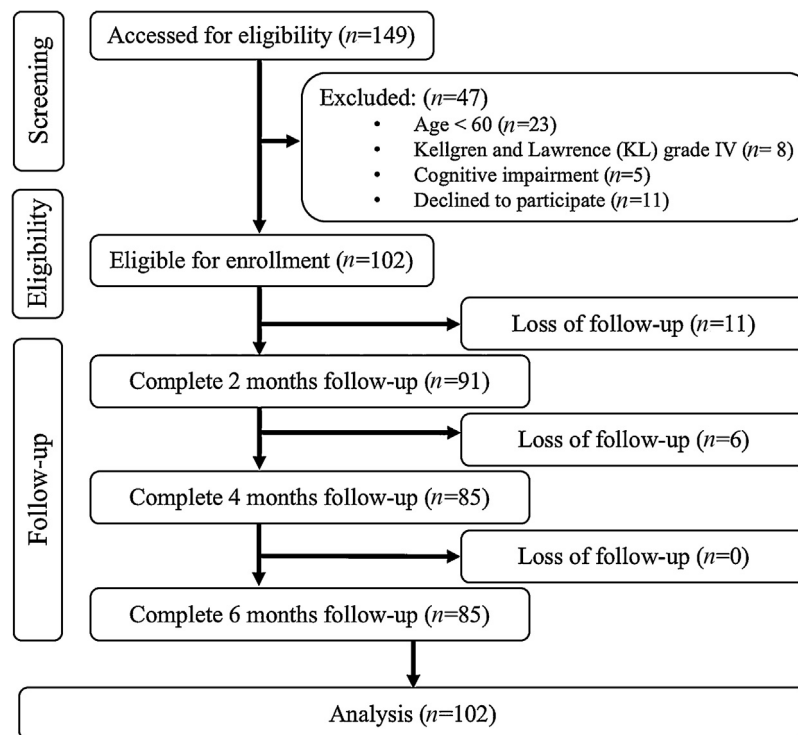 Screening
Accessed for eligibility (n=149)
Excluded: (n=47)
• Age < 60 (n=23)
• Kellgren and Lawrence (KL) grade IV (n= 8)
• Cognitive impairment (n=5)
• Declined to participate (n=11)
Eligibility
Eligible for enrollment (n=102)
Loss of follow-up (n=11)
Follow-up
Complete 2 months follow-up (n=91)
Loss of follow-up (n=6)
Complete 4 months follow-up (n=85)
Loss of follow-up (n=0)
Complete 6 months follow-up (n=85)
Analysis (n=102)